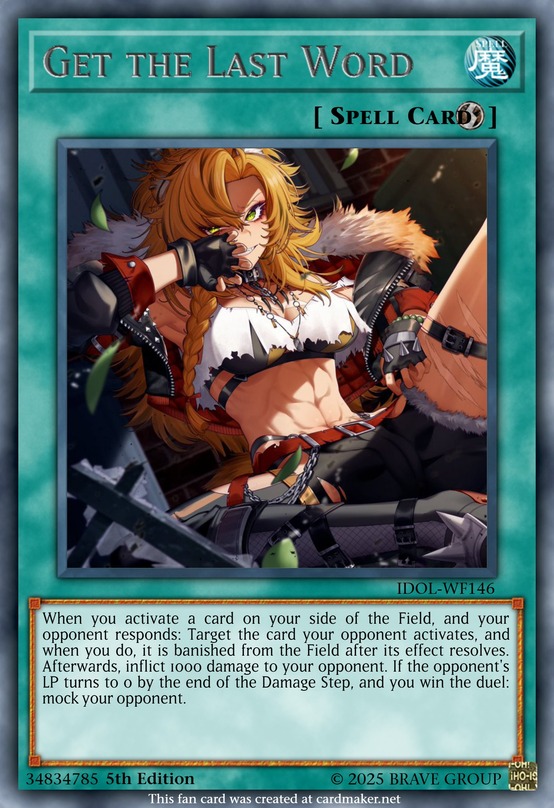 Get the Last Word
SPELL
魔
[ Spell Card ]
IDOL-WF146
When you activate a card on your side of the Field, and your
opponent responds: Target the card your opponent activates, and
when you do, it is banished from the Field after its effect resolves.
Afterwards, inflict 1000 damage to your opponent. If the opponent's
LP turns to 0 by the end of the Damage Step, and you win the duel:
mock your opponent.
34834785 5th Edition
© 2025 BRAVE GROUP
This fan card was created at cardmaker.net